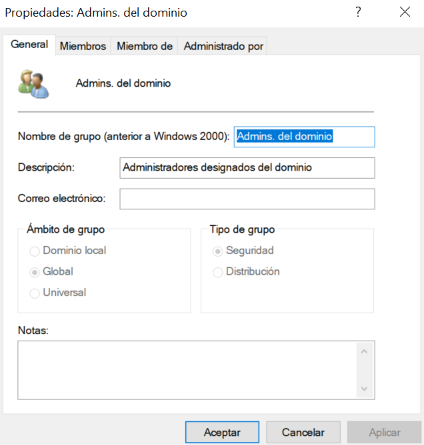 Propiedades: Admins. del dominio
General Miembros Miembro de Administrado por
Admins. del dominio
Nombre de grupo (anterior a Windows 2000): Admins. del dominio
Descripción: Administradores designados del dominio
Correo electrónico:
Ámbito de grupo Tipo de grupo
Dominio local Seguridad
Global Distribución
Universal
Notas:
Aceptar Cancelar Aplicar